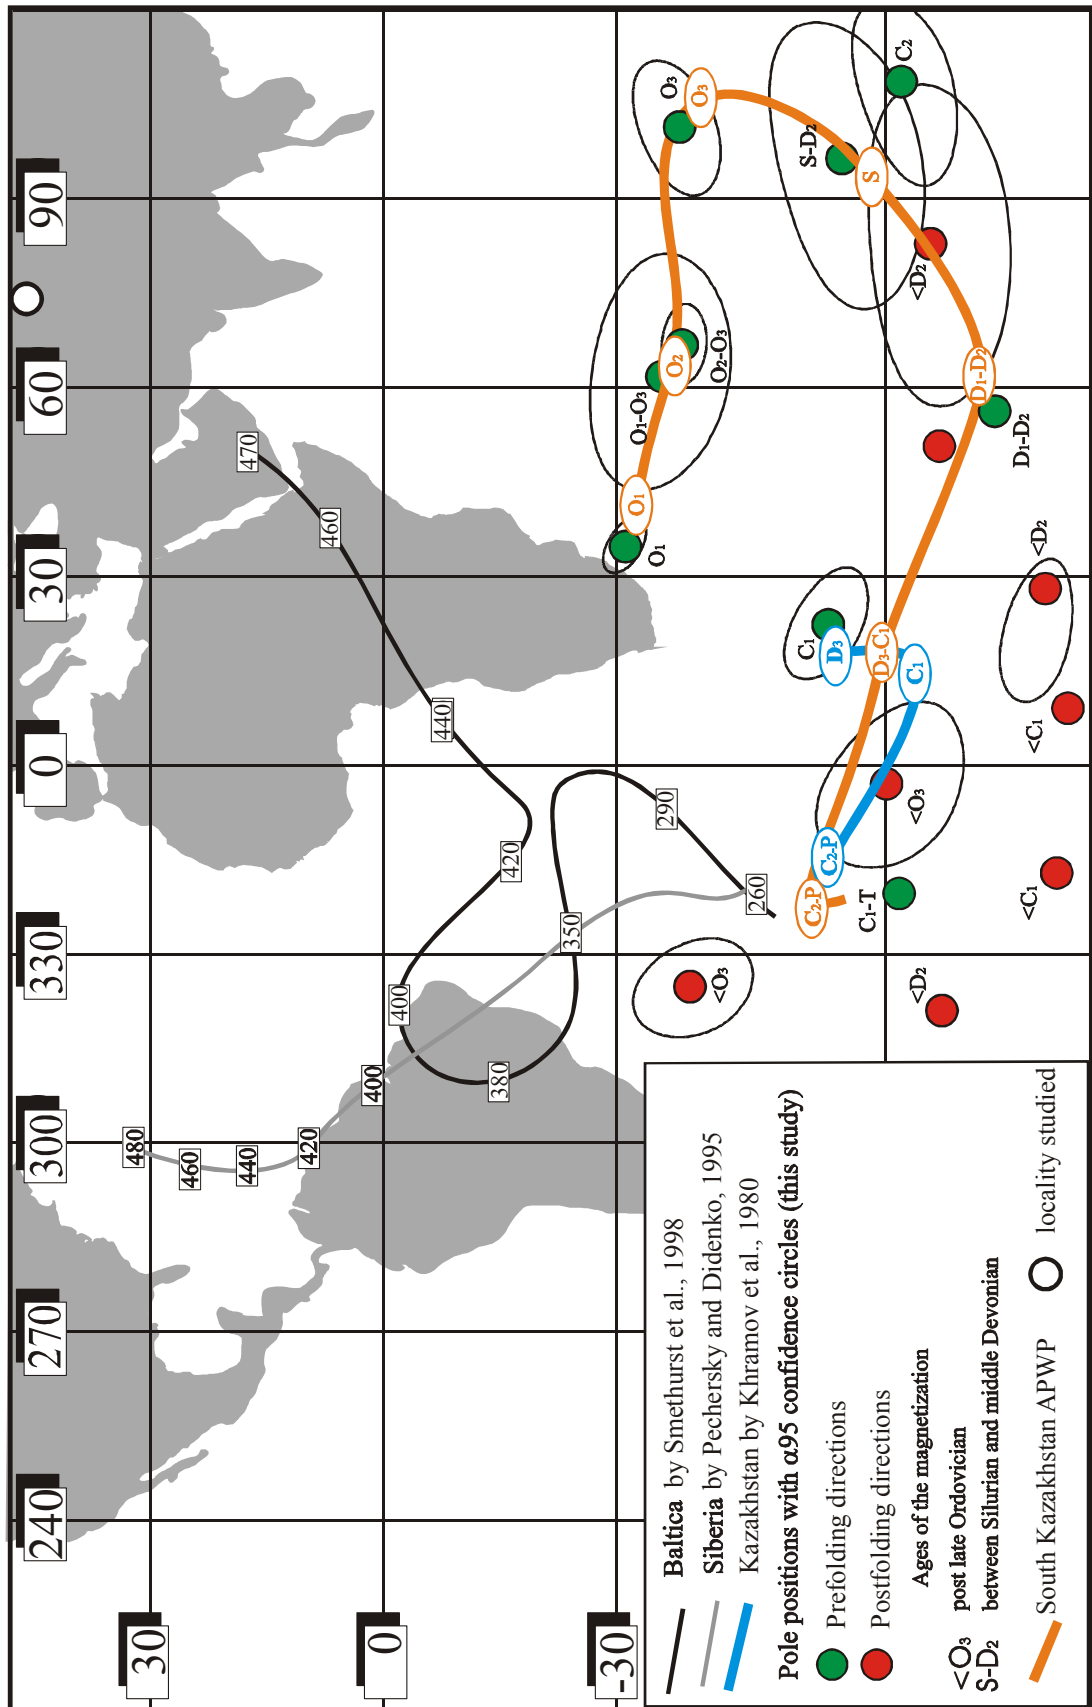 240
270
300
330
0
30
60
90
30
0
-30
480
460
440
420
400
470
460
440
420
400
380
350
290
260
O1
O1
O1-O3
O2
O2-O3
O3
O3
S-D2
S
C2
<D2
D1-D2
D1-D2
<D2
C1
D3
D3-C1
C1
<C1
<O3
C2-P
C2-P
C1-T
<C1
<O3
<D2
Baltica by Smethurst et al., 1998
Siberia by Pechersky and Didenko, 1995
Kazakhstan by Khramov et al., 1980
Pole positions with α95 confidence circles (this study)
Prefolding directions
Postfolding directions
Ages of the magnetization
<O3 post late Ordovician
S-D2 between Silurian and middle Devonian
South Kazakhstan APWP
locality studied